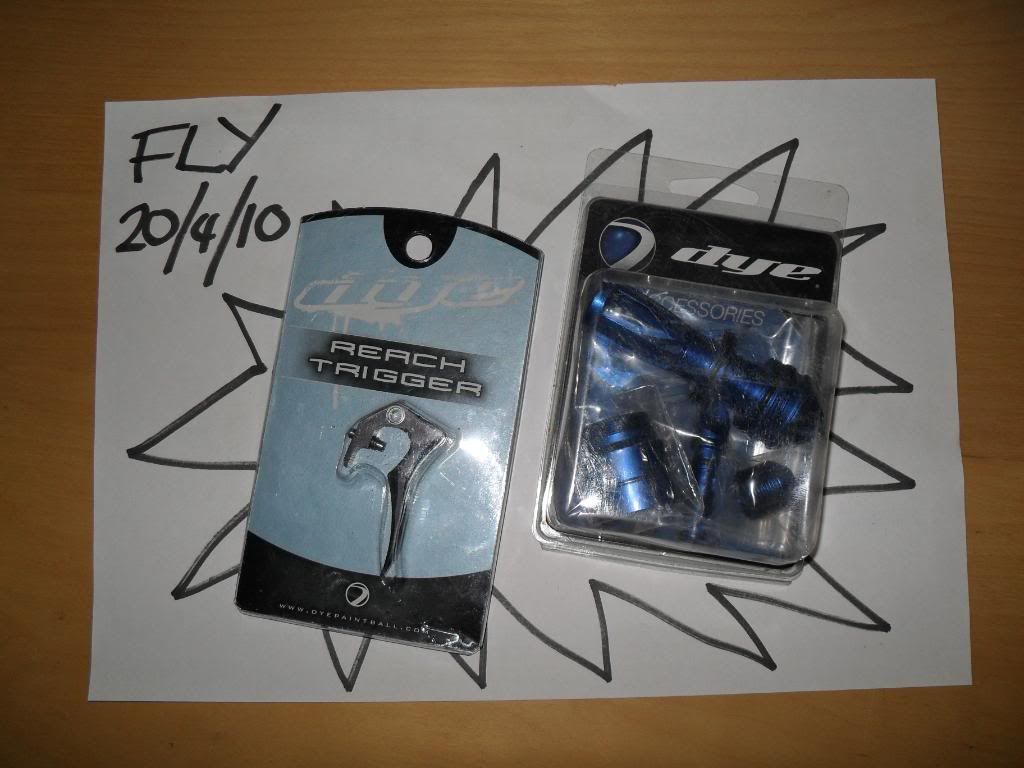 FLY
20/4/10
dye
REACH
TRIGGER
WWW.DYEPAINTBALL.COM
dye
ACCESSORIES